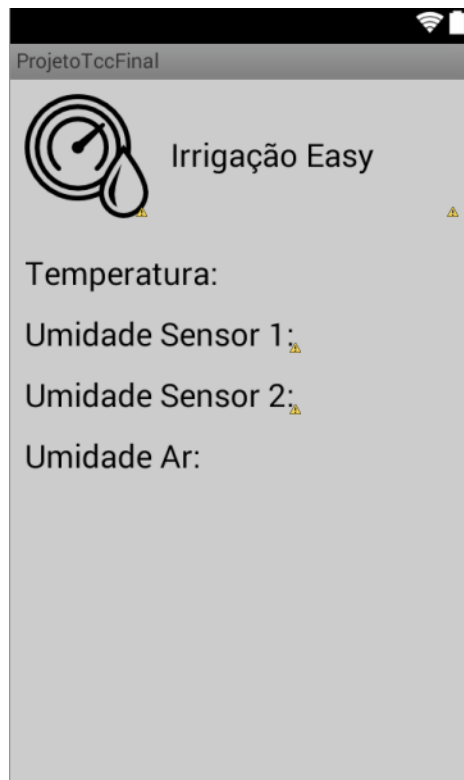 ProjetoTccFinal
Irrigação Easy
Temperatura:
Umidade Sensor 1:
Umidade Sensor 2:
Umidade Ar: